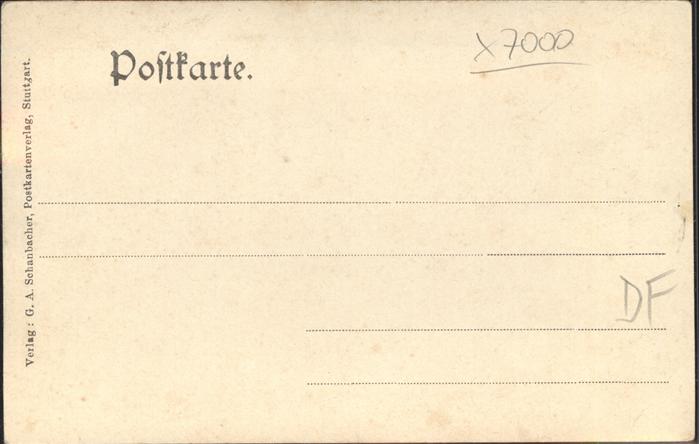 Postkarte.
x7000
DF
Verlag: G. A. Schanbacher, Postkartenverlag, Stuttgart.